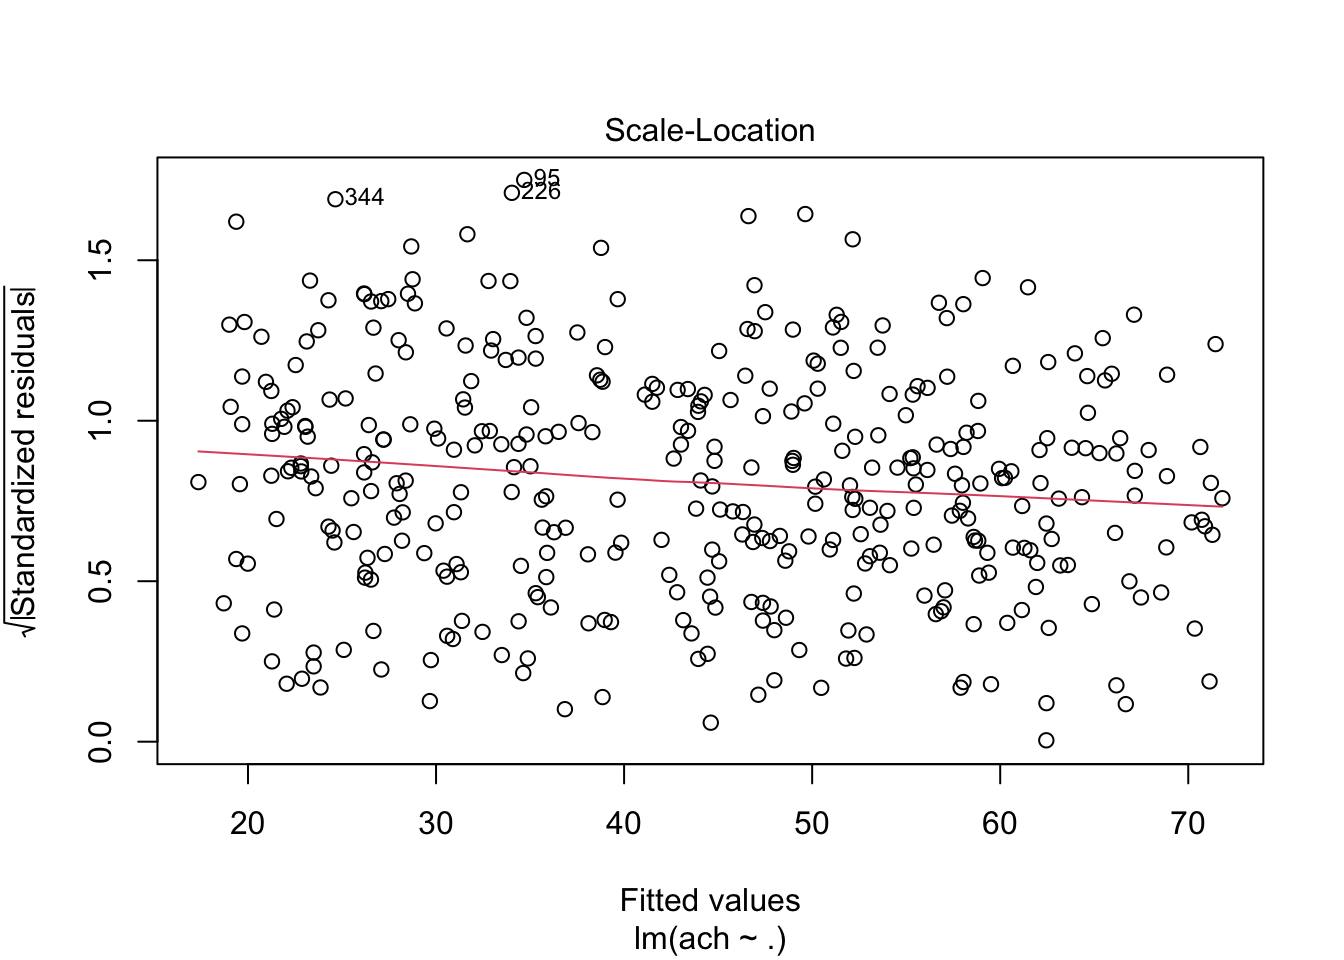 Scale-Location
95
226
344
√|Standardized residuals|
0.0 0.5 1.0 1.5
20 30 40 50 60 70
Fitted values
lm(ach ~ .)